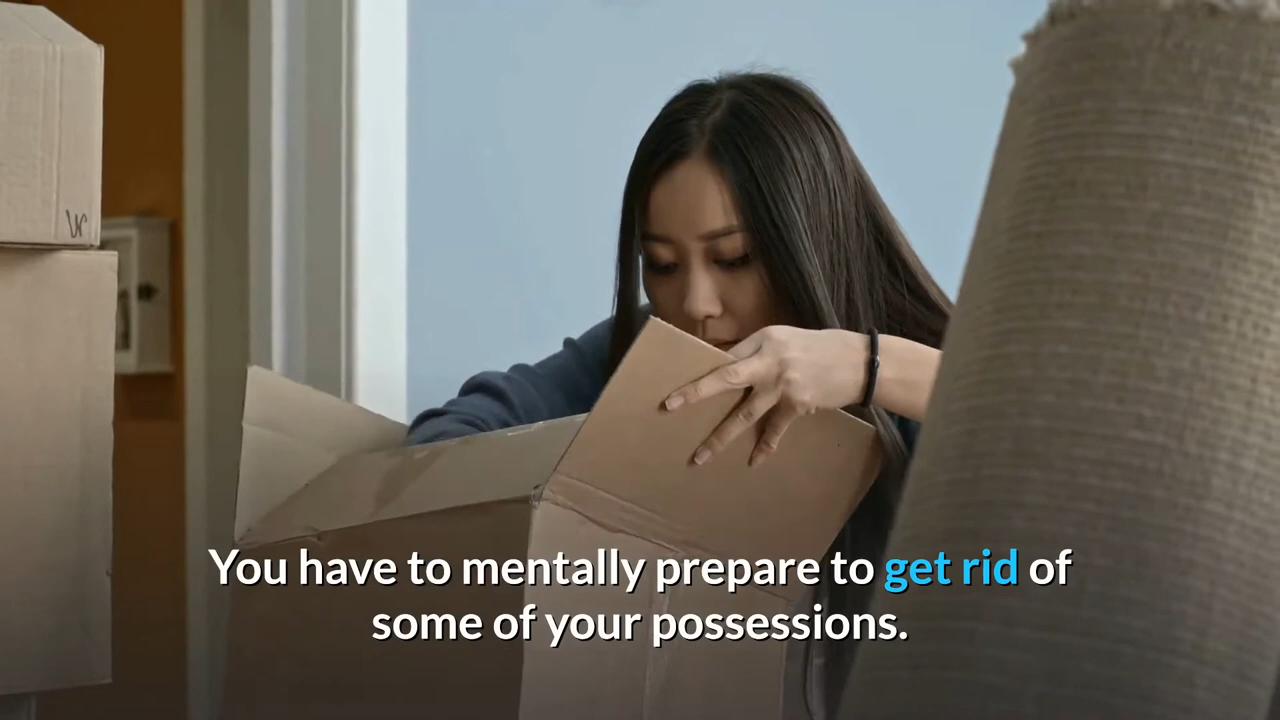 You have to mentally prepare to get rid of
some of your possessions.